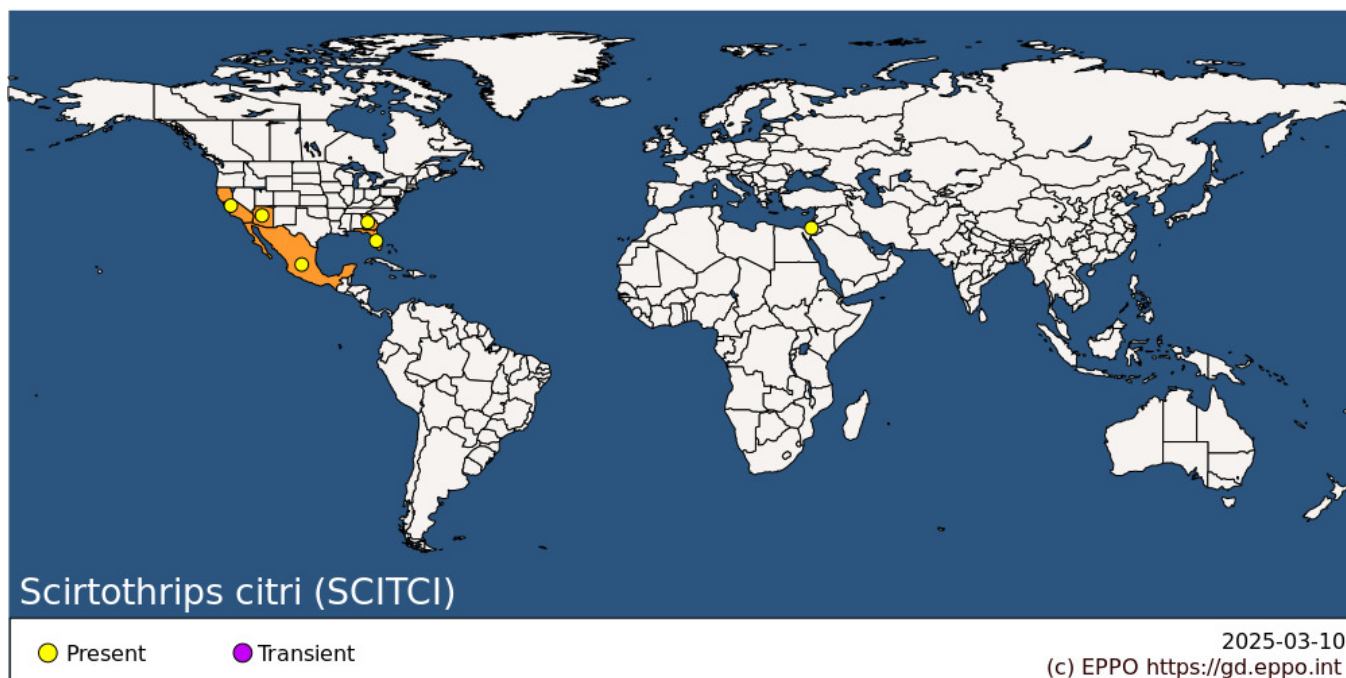 Scirtothrips citri (SCITCI)
Present
Transient
2025-03-10
(c) EPPO https://gd.eppo.int